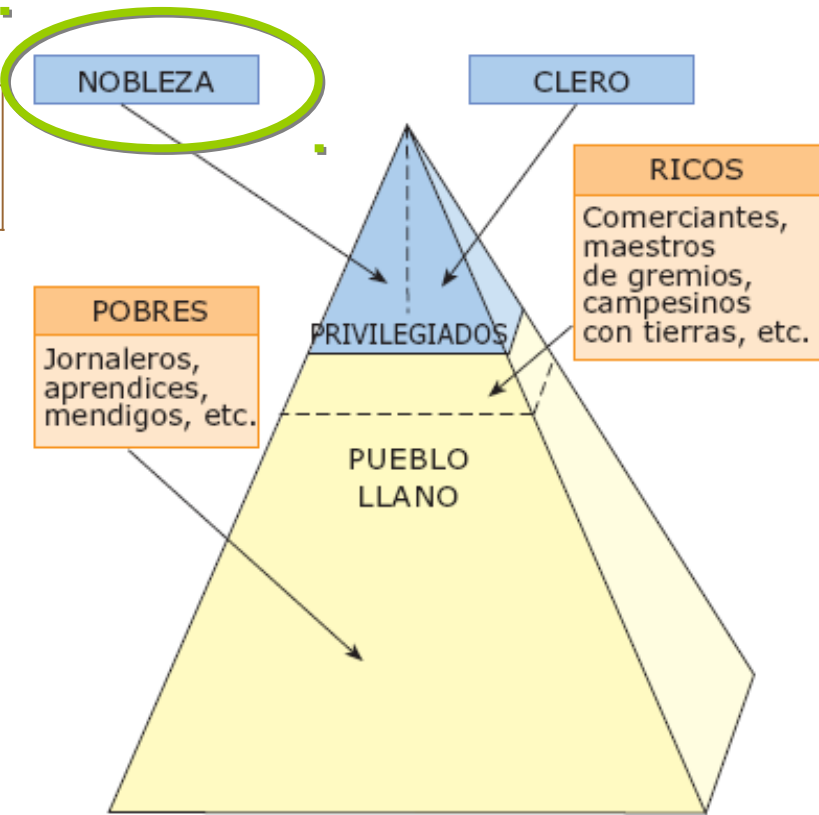 NOBLEZA
CLERO
RICOS
Comerciantes,
maestros
de gremios,
campesinos
con tierras, etc.
POBRES
Jornaleros,
aprendices,
mendigos, etc.
PRIVILEGIADOS
PUEBLO
LLANO